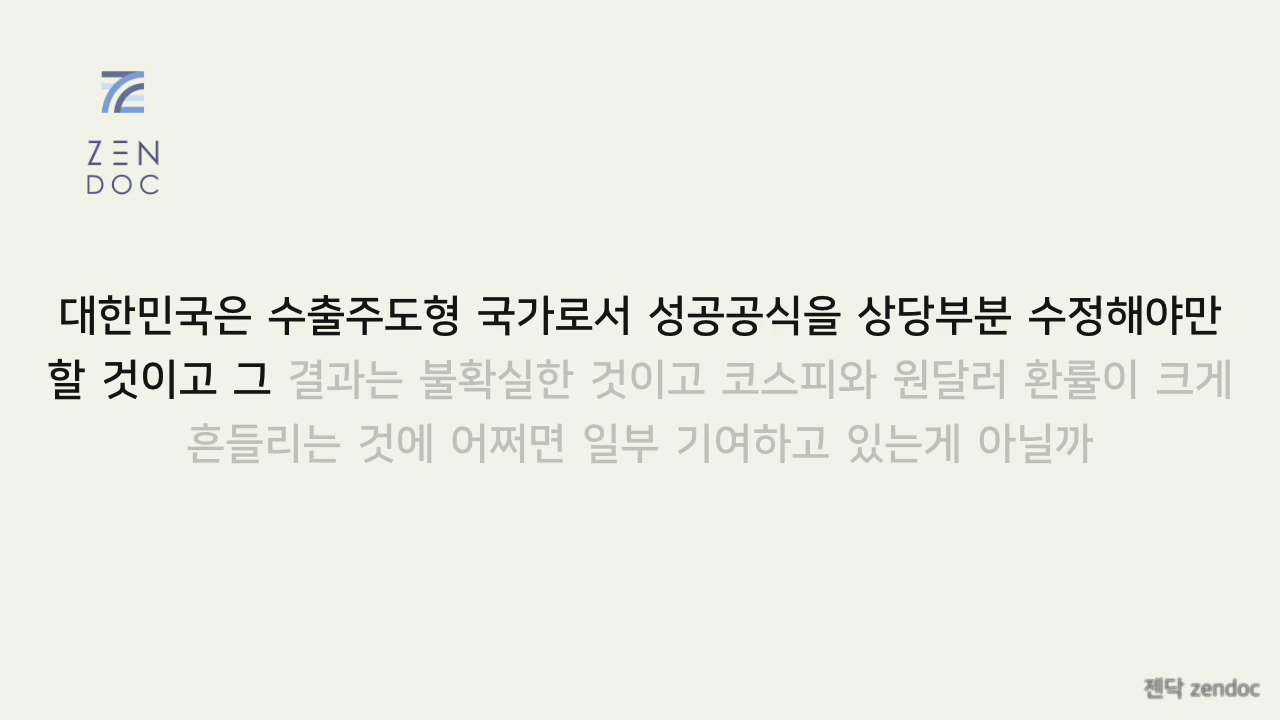 ZEN
DOC
대한민국은 수출주도형 국가로서 성공공식을 상당부분 수정해야만
할 것이고 그 결과는 불확실한 것이고 코스피와 원달러 환률이 크게
흔들리는 것에 어쩌면 일부 기여하고 있는게 아닐까
젠닥 zendoc